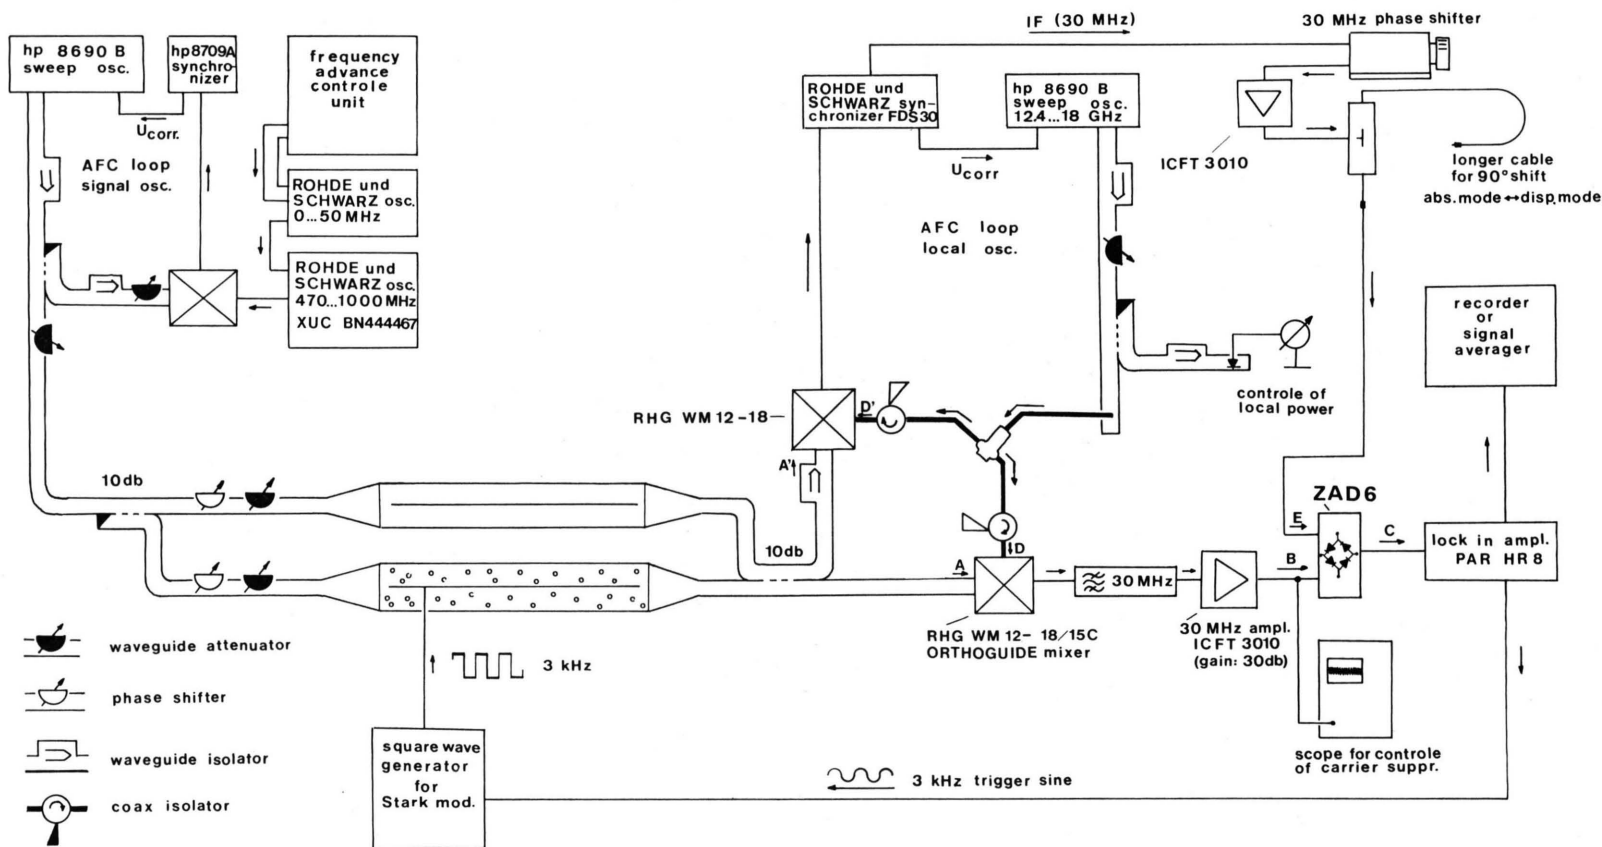 IF (30 MHz)
30 MHz phase shifter
hp 8690 B
sweep osc.
hp8709A
synchro-
nizer
frequency
advance
controle
unit
Ucorr.
AFC loop
signal osc.
ROHDE und
SCHWARZ osc.
0...50 MHz
ROHDE und
SCHWARZ osc.
470...1000 MHz
XUC BN444467
ROHDE und
SCHWARZ syn-
chronizer FDS30
hp 8690 B
sweep osc.
12.4...18 GHz
Ucorr
AFC loop
local osc.
ICFT 3010
longer cable
for 90° shift
abs.mode↔disp.mode
recorder
or
signal
averager
controle of
local power
RHG WM 12-18
D'
A'
10db
10db
A
D
30 MHz
RHG WM 12- 18/15C
ORTHOGUIDE mixer
30 MHz ampl.
ICFT 3010
(gain: 30db)
ZAD6
E
B
C
lock in ampl.
PAR HR8
scope for controle
of carrier suppr.
3 kHz
square wave
generator
for
Stark mod.
3 kHz trigger sine
waveguide attenuator
phase shifter
waveguide isolator
coax isolator